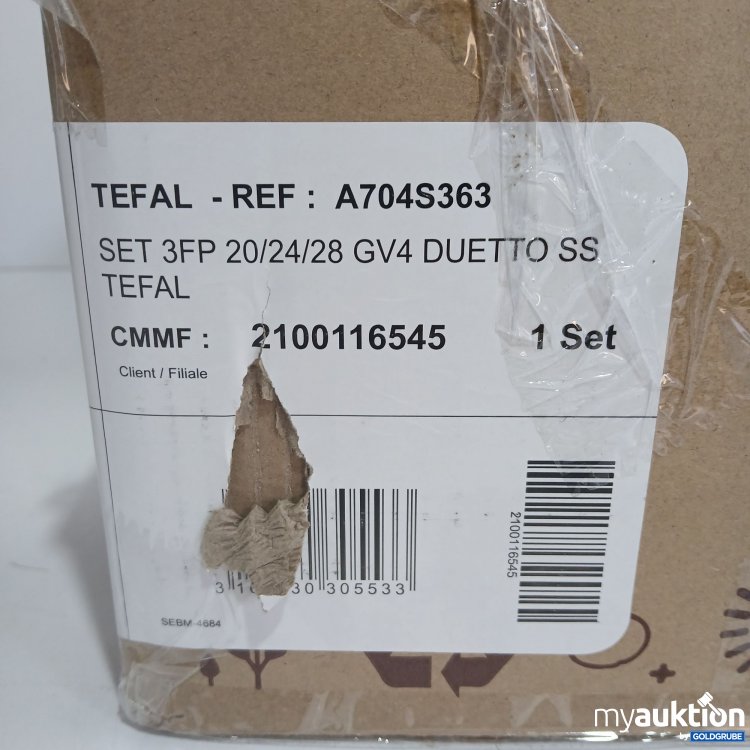 TEFAL - REF : A704S363
SET 3FP 20/24/28 GV4 DUETTO SS
TEFAL
CMMF : 2100116545 1 Set
Client / Filiale
2100116545
30 305533
SEBM-4684
myauktion
GOLDGRUBE